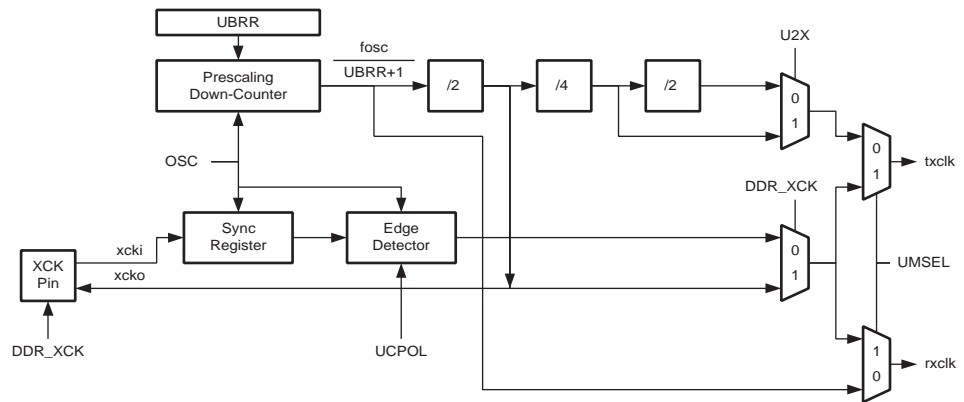 UBRR
fosc
UBRR+1
U2X
Prescaling
Down-Counter
/2
/4
/2
0
1
OSC
0
1
txclk
DDR_XCK
Sync
Register
Edge
Detector
0
1
xcki
XCK
Pin
xcko
UMSEL
DDR_XCK
UCPOL
1
0
rxclk